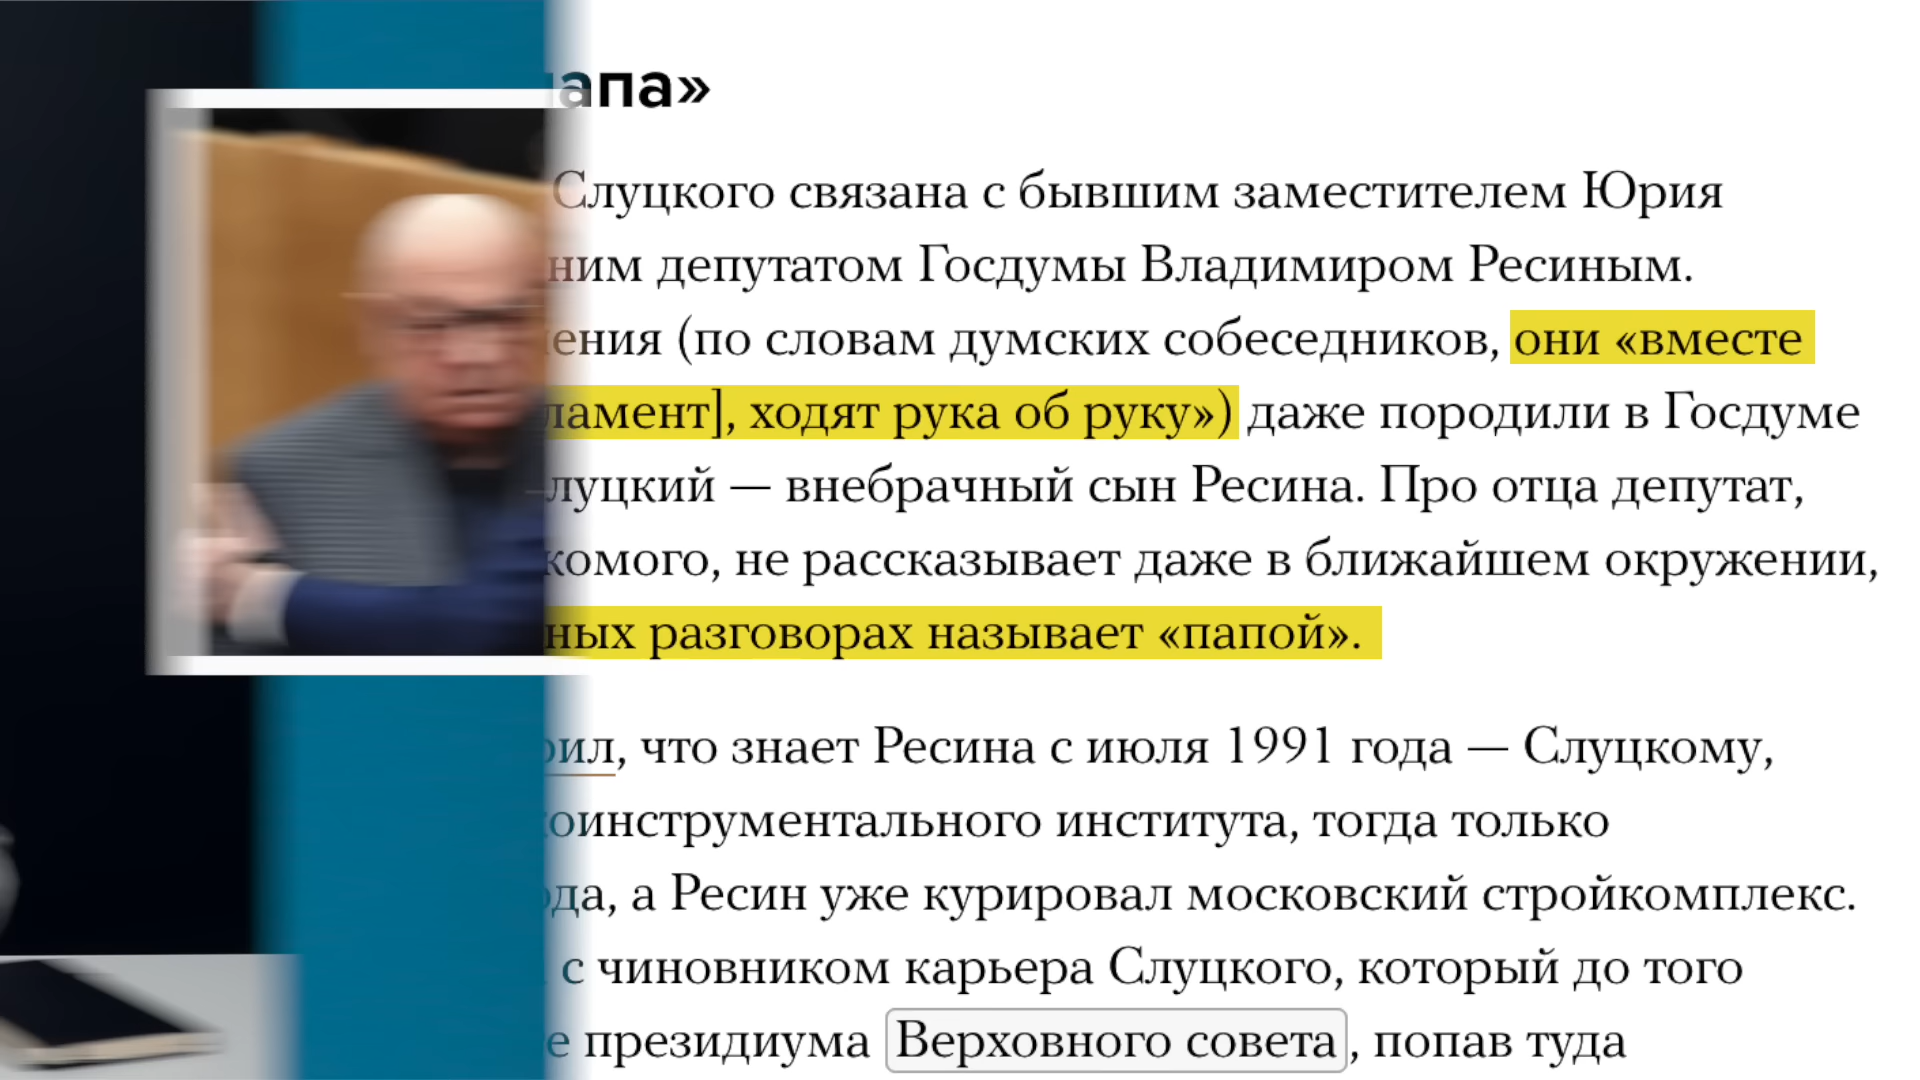 апа»
Слуцкого связана с бывшим заместителем Юрия
ним депутатом Госдумы Владимиром Ресиным.
ения (по словам думских собеседников, они «вместе
ламент], ходят рука об руку») даже породили в Госдуме
луцкий — внебрачный сын Ресина. Про отца депутат,
комого, не рассказывает даже в ближайшем окружении,
ных разговорах называет «папой».
рил, что знает Ресина с июля 1991 года — Слуцкому,
коинструментального института, тогда только
ода, а Ресин уже курировал московский стройкомплекс.
с чиновником карьера Слуцкого, который до того
е президиума Верховного совета, попав туда